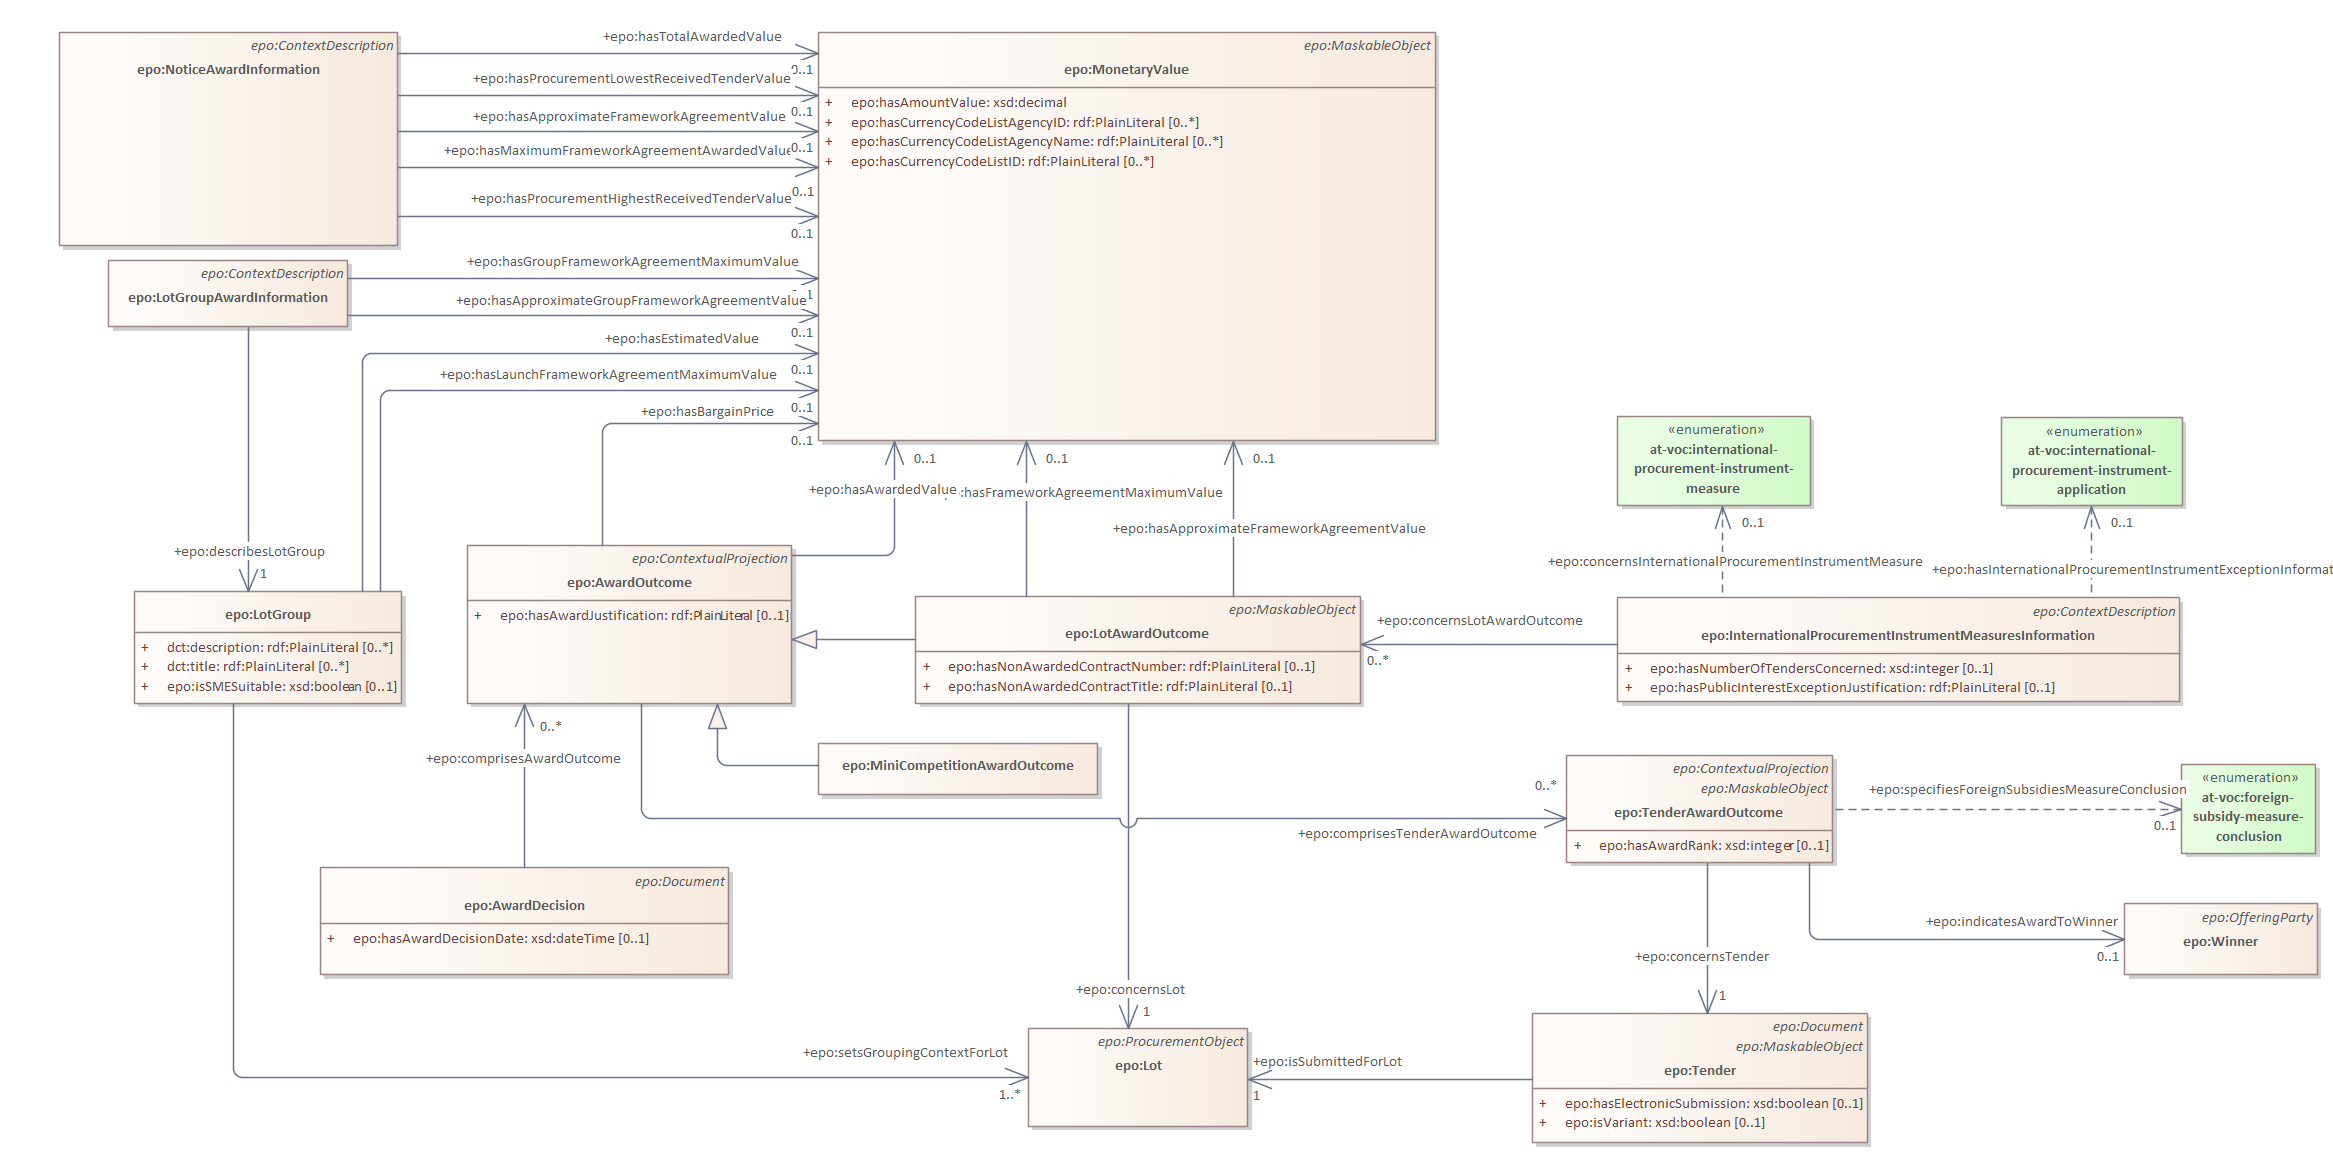 epo:ContextDescription
epo:NoticeAwardInformation
+epo:hasTotalAwardedValue
0..1
+epo:hasProcurementLowestReceivedTenderValue
0..1
+epo:hasApproximateFrameworkAgreementValue
0..1
+epo:hasMaximumFrameworkAgreementAwardedValue
0..1
+epo:hasProcurementHighestReceivedTenderValue
0..1
epo:MaskableObject
epo:MonetaryValue
+ epo:hasAmountValue: xsd:decimal
+ epo:hasCurrencyCodeListAgencyID: rdf:PlainLiteral [0..*]
+ epo:hasCurrencyCodeListAgencyName: rdf:PlainLiteral [0..*]
+ epo:hasCurrencyCodeListID: rdf:PlainLiteral [0..*]
epo:ContextDescription
epo:LotGroupAwardInformation
+epo:hasGroupFrameworkAgreementMaximumValue
+epo:hasApproximateGroupFrameworkAgreementValue
0..1
+epo:hasEstimatedValue
0..1
+epo:hasLaunchFrameworkAgreementMaximumValue
0..1
+epo:hasBargainPrice
0..1
0..1
+epo:hasAwardedValue
0..1
:hasFrameworkAgreementMaximumValue
0..1
+epo:hasApproximateFrameworkAgreementValue
«enumeration»
at-voc:international-
procurement-instrument-
measure
0..1
+epo:concernsInternationalProcurementInstrumentMeasure
«enumeration»
at-voc:international-
procurement-instrument-
application
0..1
+epo:hasInternationalProcurementInstrumentExceptionInformat
+epo:describesLotGroup
1
epo:LotGroup
+ dct:description: rdf:PlainLiteral [0..*]
+ dct:title: rdf:PlainLiteral [0..*]
+ epo:isSMESuitable: xsd:boolean [0..1]
epo:ContextualProjection
epo:AwardOutcome
+ epo:hasAwardJustification: rdf:PlainLiteral [0..1]
epo:MaskableObject
epo:LotAwardOutcome
+ epo:hasNonAwardedContractNumber: rdf:PlainLiteral [0..1]
+ epo:hasNonAwardedContractTitle: rdf:PlainLiteral [0..1]
+epo:concernsLotAwardOutcome
0..*
epo:ContextDescription
epo:InternationalProcurementInstrumentMeasuresInformation
+ epo:hasNumberOfTendersConcerned: xsd:integer [0..1]
+ epo:hasPublicInterestExceptionJustification: rdf:PlainLiteral [0..1]
0..*
+epo:comprisesAwardOutcome
epo:MiniCompetitionAwardOutcome
0..*
+epo:comprisesTenderAwardOutcome
epo:ContextualProjection
epo:MaskableObject
epo:TenderAwardOutcome
+ epo:hasAwardRank: xsd:integer [0..1]
+epo:specifiesForeignSubsidiesMeasureConclusion
0..1
«enumeration»
at-voc:foreign-
subsidy-measure-
conclusion
epo:Document
epo:AwardDecision
+ epo:hasAwardDecisionDate: xsd:dateTime [0..1]
+epo:indicatesAwardToWinner
0..1
epo:OfferingParty
epo:Winner
+epo:concernsTender
1
+epo:concernsLot
1
+epo:setsGroupingContextForLot
1..*
epo:ProcurementObject
epo:Lot
+epo:isSubmittedForLot
1
epo:Document
epo:MaskableObject
epo:Tender
+ epo:hasElectronicSubmission: xsd:boolean [0..1]
+ epo:isVariant: xsd:boolean [0..1]